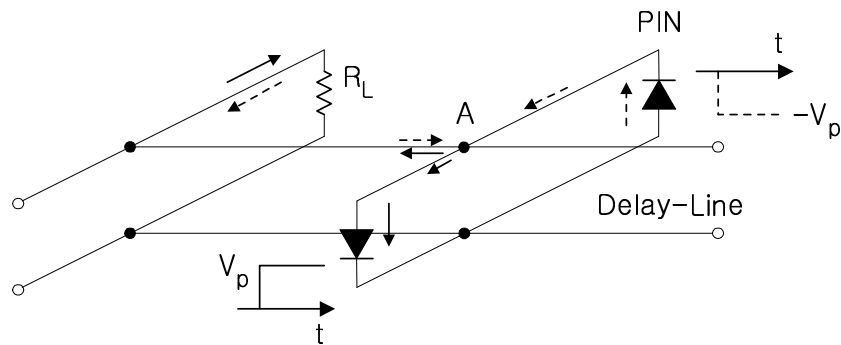 PIN
t
R_L
A
-V_p
Delay-Line
V_p
t